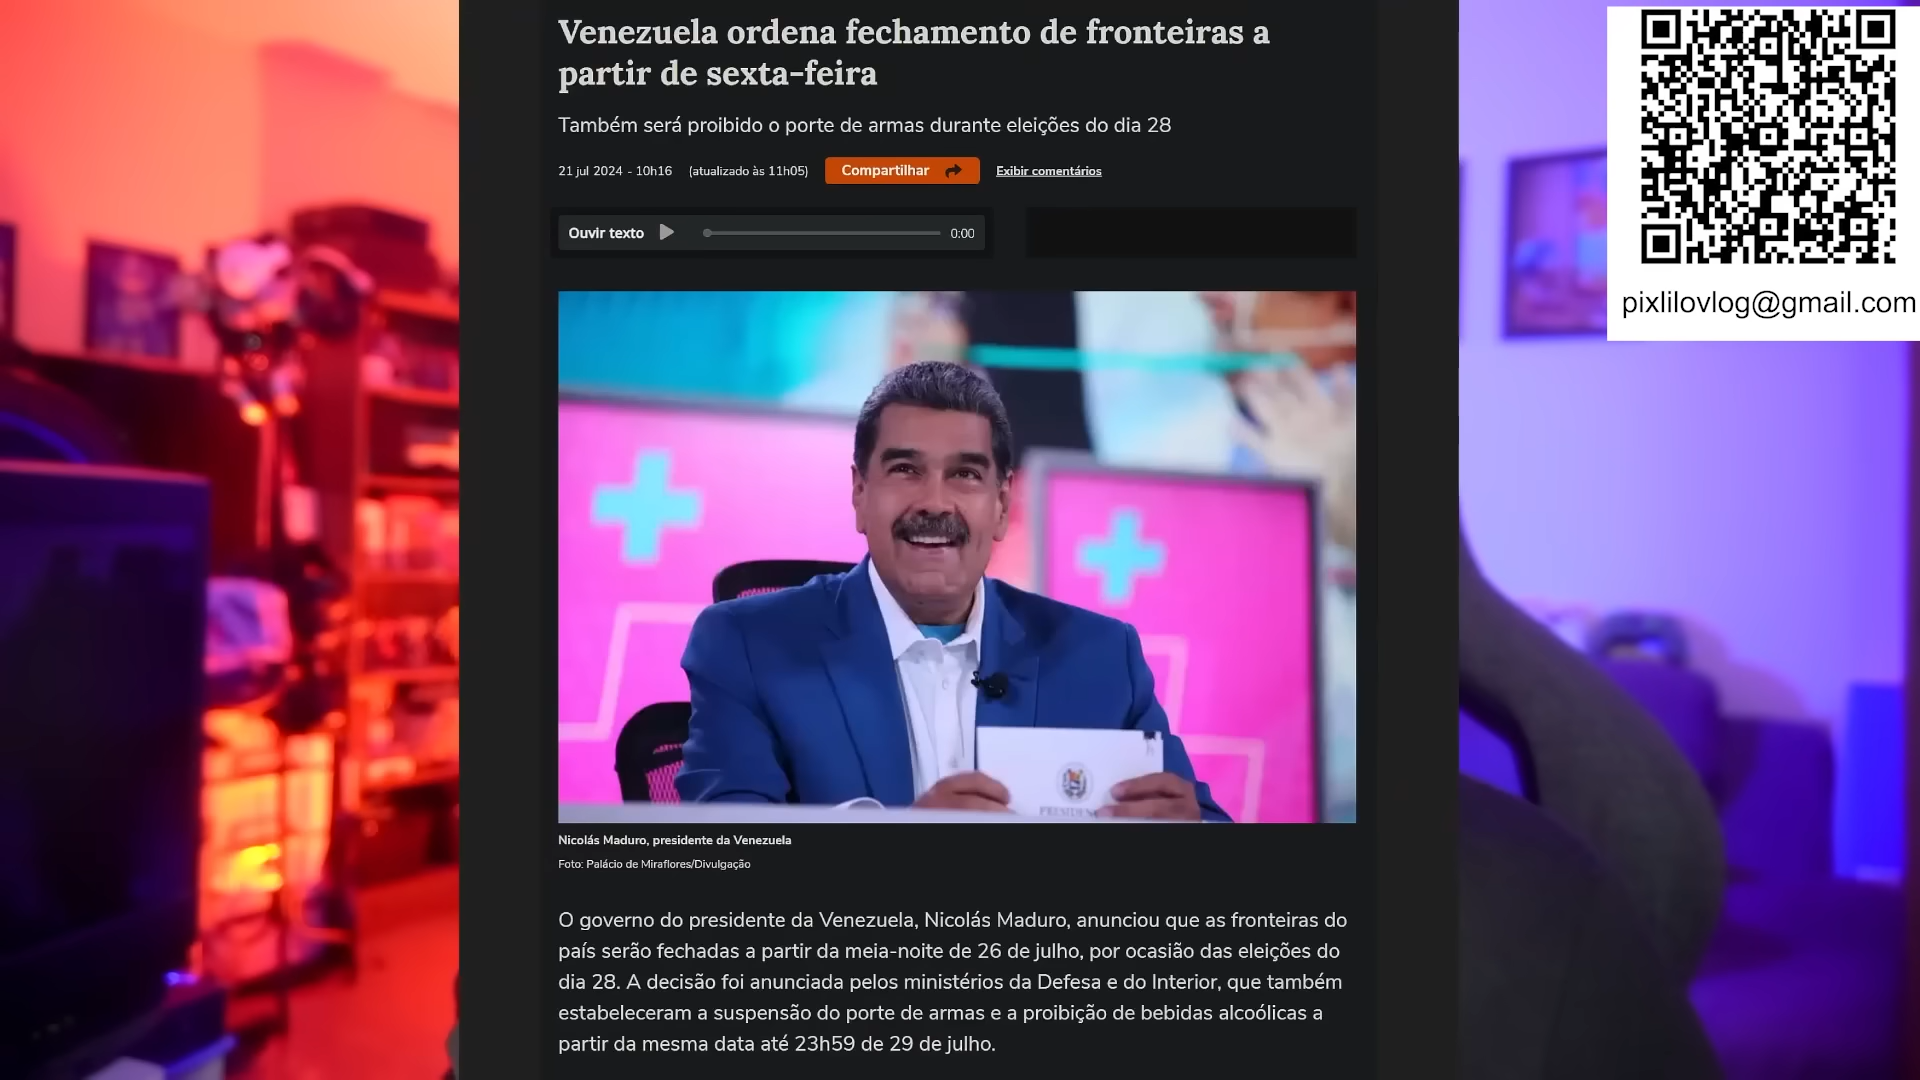 Venezuela ordena fechamento de fronteiras a
partir de sexta-feira
Também será proibido o porte de armas durante eleições do dia 28
21 jul 2024 - 10h16 (atualizado às 11h05) Compartilhar Exibir comentários
Ouvir texto 0:00
pixlilovlog@gmail.com
PRESIDEN
Nicolás Maduro, presidente da Venezuela
Foto: Palácio de Miraflores/Divulgação
O governo do presidente da Venezuela, Nicolás Maduro, anunciou que as fronteiras do
país serão fechadas a partir da meia-noite de 26 de julho, por ocasião das eleições do
dia 28. A decisão foi anunciada pelos ministérios da Defesa e do Interior, que também
estabeleceram a suspensão do porte de armas e a proibição de bebidas alcoólicas a
partir da mesma data até 23h59 de 29 de julho.